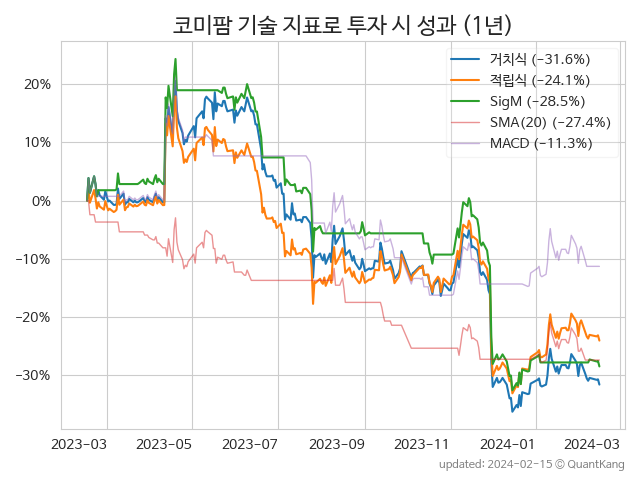 코미팜 기술 지표로 투자 시 성과 (1년)
거치식 (−31.6%)
적립식 (−24.1%)
SigM (−28.5%)
SMA(20) (−27.4%)
MACD (−11.3%)
20%
10%
0%
−10%
−20%
−30%
2023-03 2023-05 2023-07 2023-09 2023-11 2024-01 2024-03
updated: 2024-02-15 © QuantKang